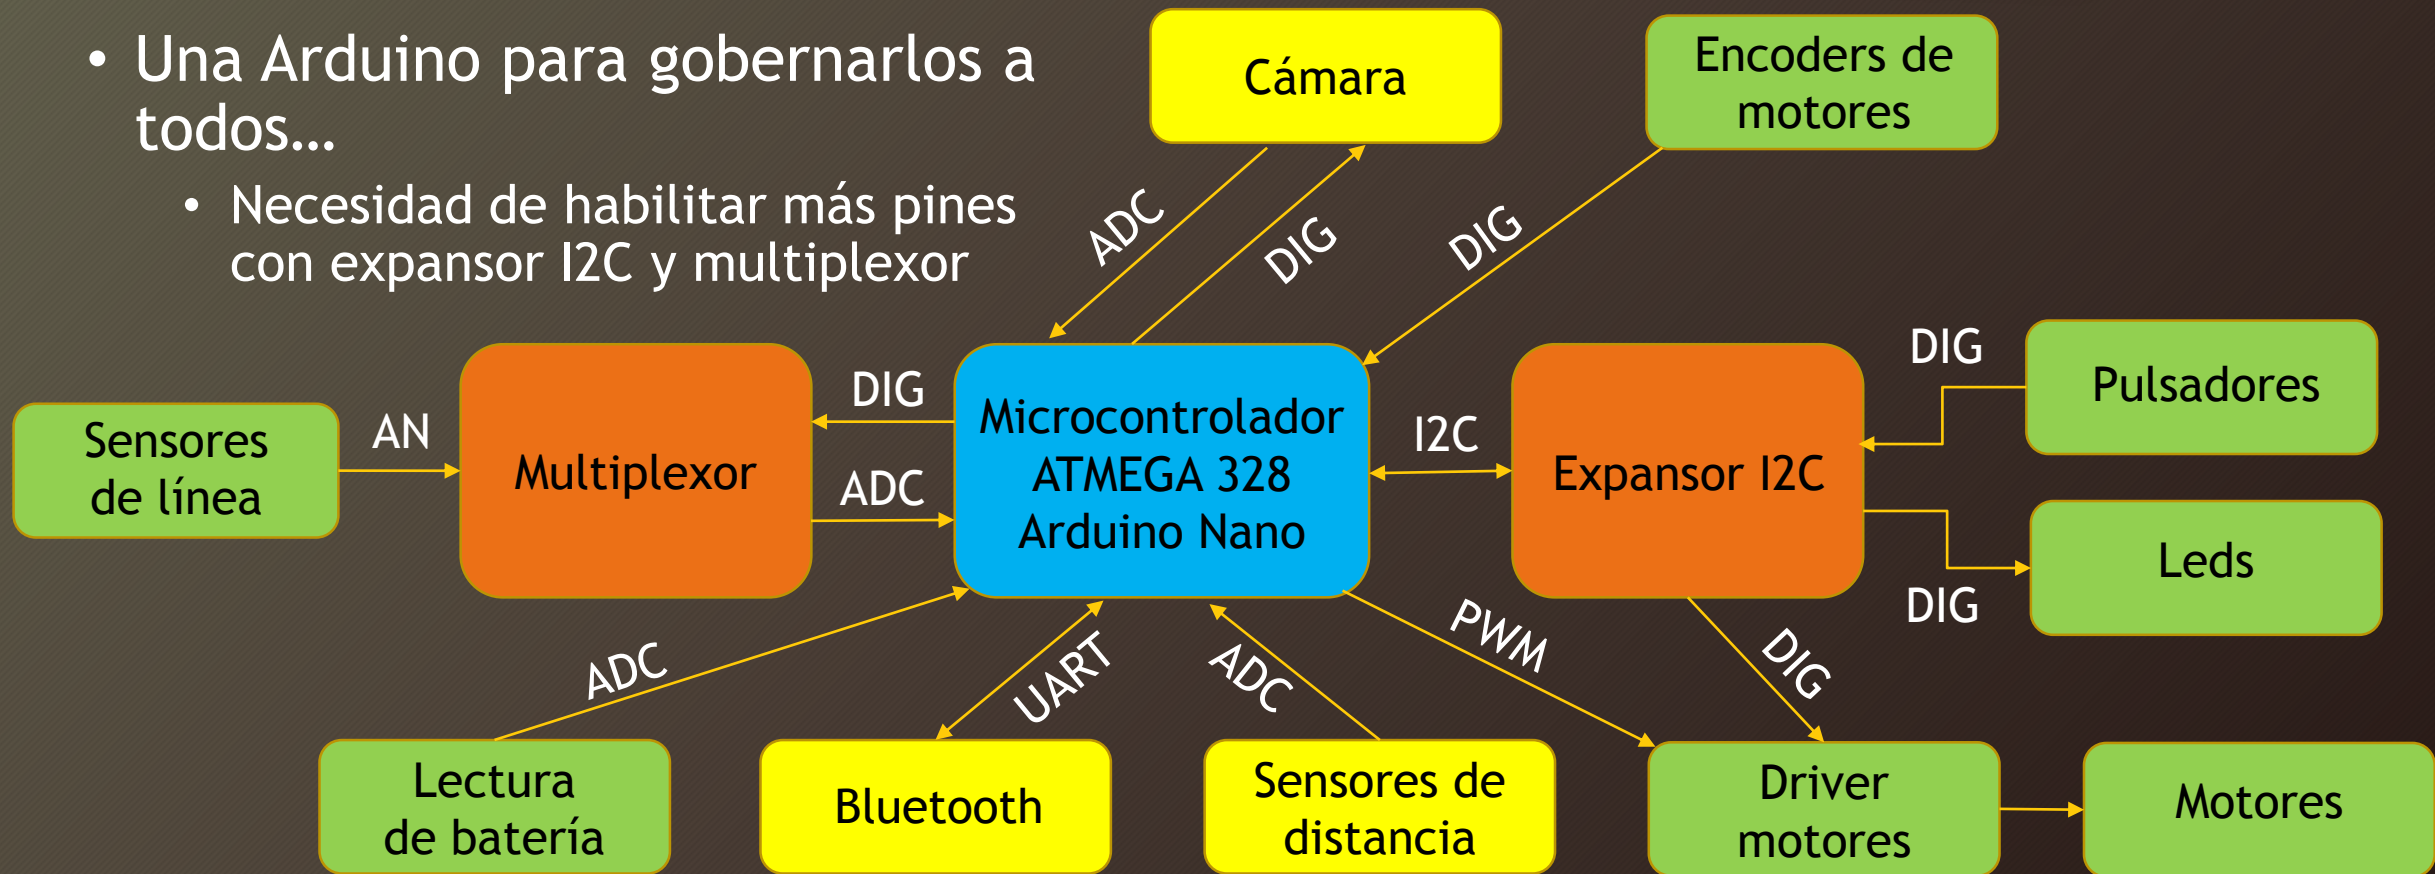 • Una Arduino para gobernarlos a
todos...
• Necesidad de habilitar más pines
con expansor I2C y multiplexor
Cámara
Encoders de
motores
ADC
DIG
DIG
Sensores
de línea
AN
Multiplexor
DIG
ADC
Microcontrolador
ATMEGA 328
Arduino Nano
I2C
Expansor I2C
DIG
Pulsadores
DIG
Leds
ADC
UART
ADC
PWM
DIG
Lectura
de batería
Bluetooth
Sensores de
distancia
Driver
motores
Motores